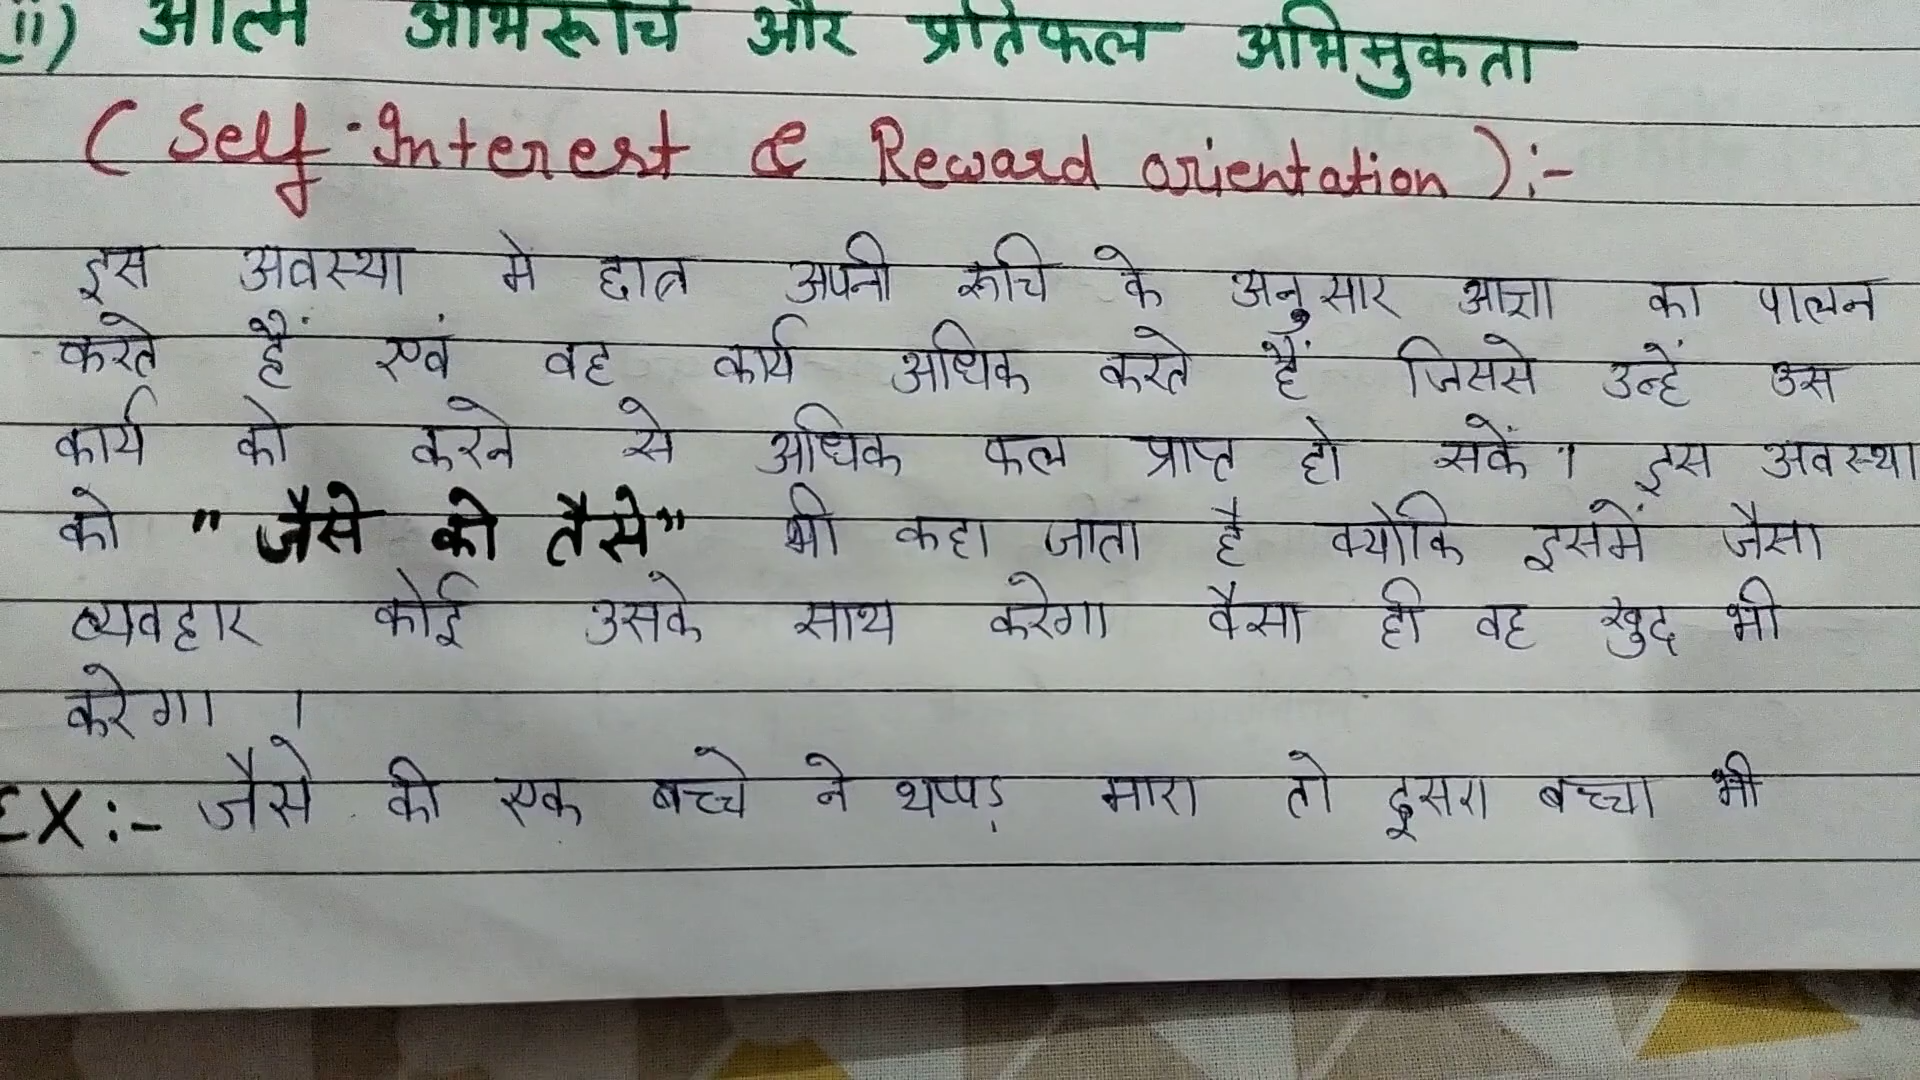 (ii) आत्म अभिरूचि और प्रतिफल अभिमुकता
(Self-Interest & Reward orientation):-
इस अवस्था मे छात्र अपनी रूचि के अनुसार आज्ञा का पालन
करते हैं एवं वह कार्य अधिक करते हैं जिससे उन्हें उस
कार्य को करने से अधिक फल प्राप्त हो सकें। इस अवस्था
को "जैसे को तैसे" भी कहा जाता है क्योकि इसमें जैसा
व्यवहार कोई उसके साथ करेगा वैसा ही वह खुद भी
करेगा।
EX:- जैसे की एक बच्चे ने थप्पड़ मारा तो दूसरा बच्चा भी